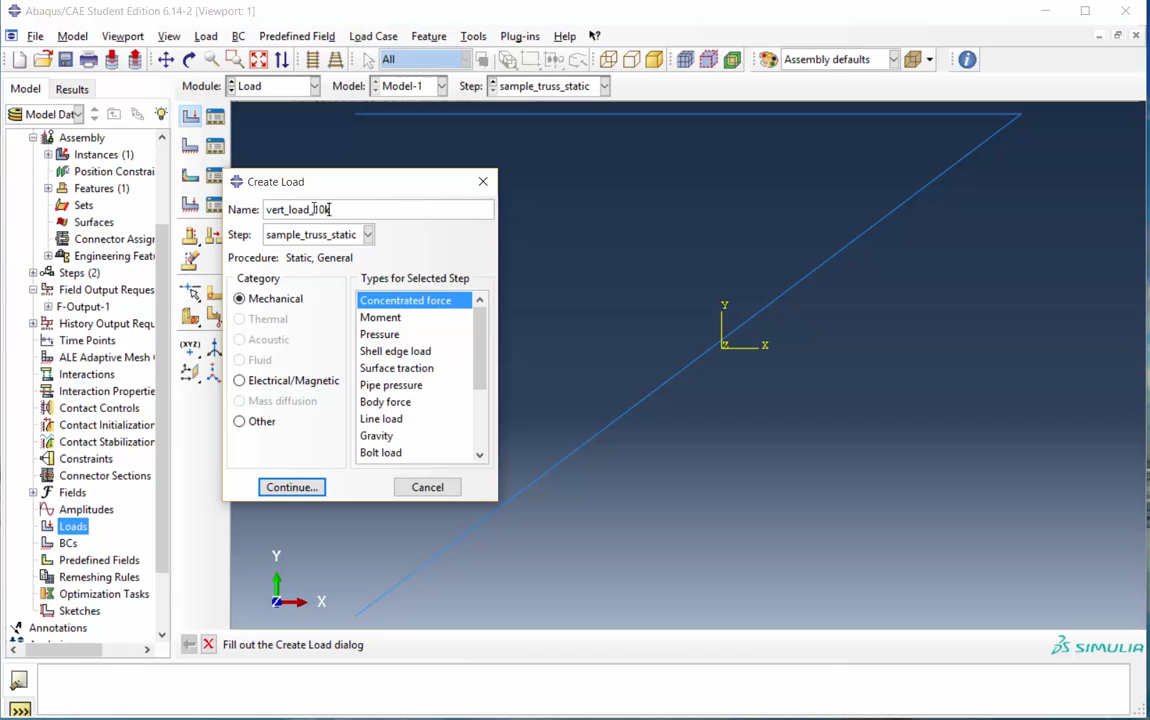 Abaqus/CAE Student Edition 6.14-2 [Viewport: 1]
File Model Viewport View Load BC Predefined Field Load Case Feature Tools Plug-ins Help
All Assembly defaults
Model Results Module: Load Model: Model-1 Step: sample_truss_static
Model Dat
Assembly
Instances (1)
Position Constrai
Features (1)
Sets
Surfaces
Connector Assig
Engineering Feat
Steps (2)
Field Output Reques
F-Output-1
History Output Requ
Time Points
ALE Adaptive Mesh
Interactions
Interaction Propertie
Contact Controls
Contact Initialization
Contact Stabilization
Constraints
Connector Sections
Fields
Amplitudes
Loads
BCs
Predefined Fields
Remeshing Rules
Optimization Tasks
Sketches
Annotations
(XYZ)
Create Load
Name: vert_load_10k
Step: sample_truss_static
Procedure: Static, General
Category
Mechanical
Thermal
Acoustic
Fluid
Electrical/Magnetic
Mass diffusion
Other
Types for Selected Step
Concentrated force
Moment
Pressure
Shell edge load
Surface traction
Pipe pressure
Body force
Line load
Gravity
Bolt load
Continue... Cancel
Y
Z X
Y
Z X
Fill out the Create Load dialog
SIMULIA
>>>